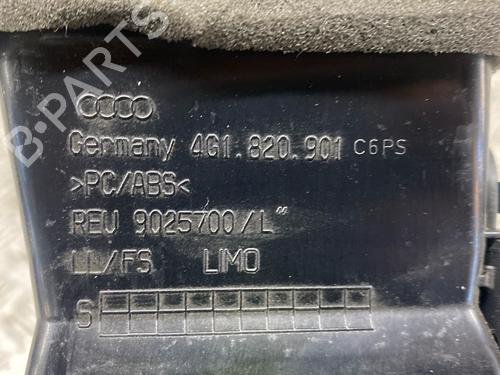 Germany 4G1.820.901 C6PS
>PC/ABS<
REU 9025700/L"
LL/FS LIMO
S
B-PARTS